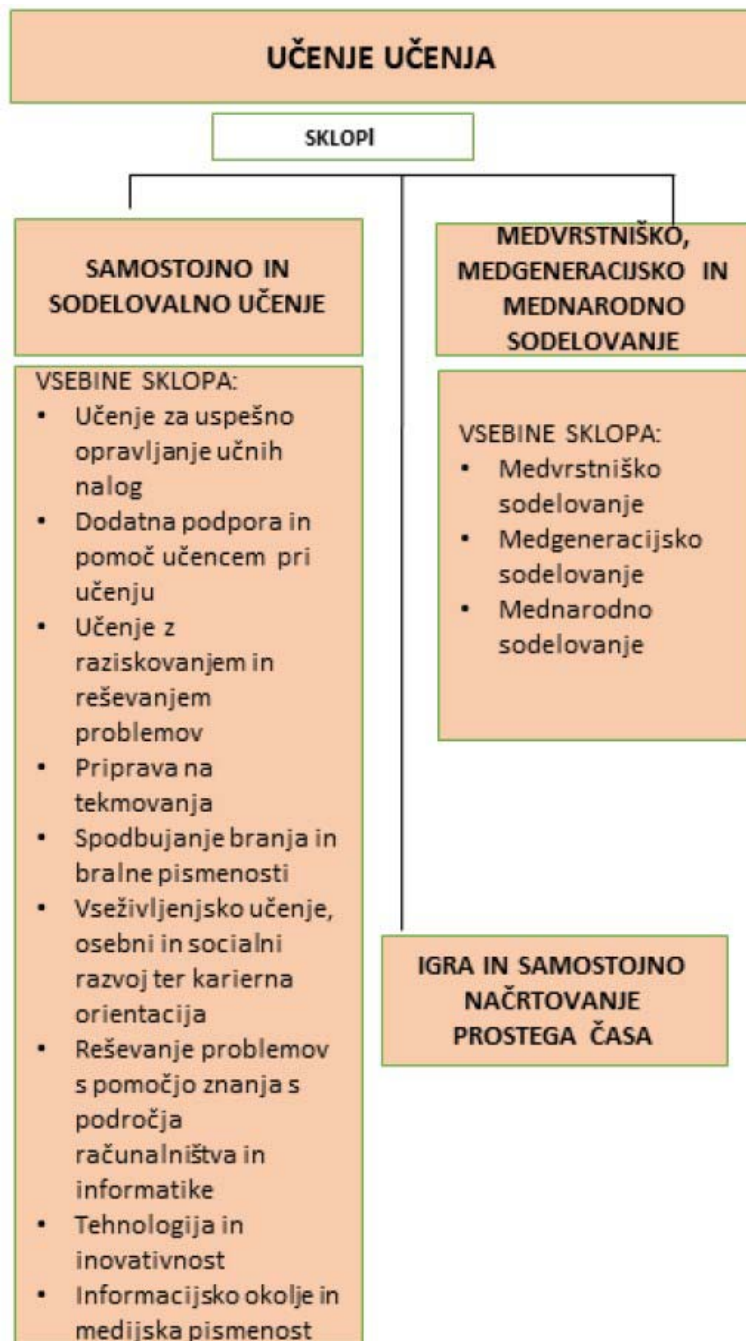 UČENJE UČENJA
SKLOPI
SAMOSTOJNO IN
SODELOVALNO UČENJE
VSEBINE SKLOPA:
• Učenje za uspešno
opravljanje učnih
nalog
• Dodatna podpora in
pomoč učencem pri
učenju
• Učenje z
raziskovanjem in
reševanjem
problemov
• Priprava na
tekmovanja
• Spodbujanje branja in
bralne pismenosti
• Vseživljenjsko učenje,
osebni in socialni
razvoj ter karierna
orientacija
• Reševanje problemov
s pomočjo znanja s
področja
računalništva in
informatike
• Tehnologija in
inovativnost
• Informacijsko okolje in
medijska pismenost
MEDVRSTNIŠKO,
MEDGENERACIJSKO IN
MEDNARODNO
SODELOVANJE
VSEBINE SKLOPA:
• Medvrstniško
sodelovanje
• Medgeneracijsko
sodelovanje
• Mednarodno
sodelovanje
IGRA IN SAMOSTOJNO
NAČRTOVANJE
PROSTEGA ČASA